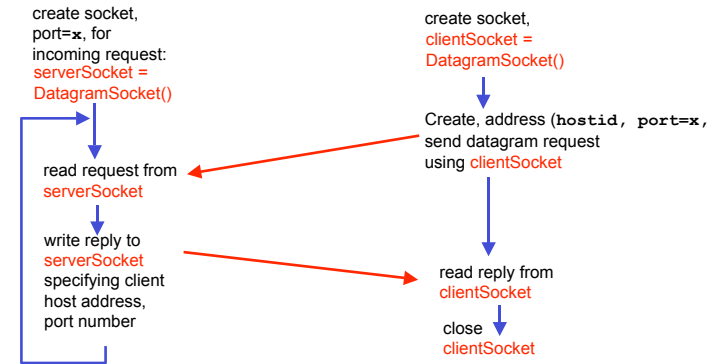 create socket,
port=x, for
incoming request:
serverSocket =
DatagramSocket()
read request from
serverSocket
write reply to
serverSocket
specifying client
host address,
port number
create socket,
clientSocket =
DatagramSocket()
Create, address (hostid, port=x,
send datagram request
using clientSocket
read reply from
clientSocket
close
clientSocket